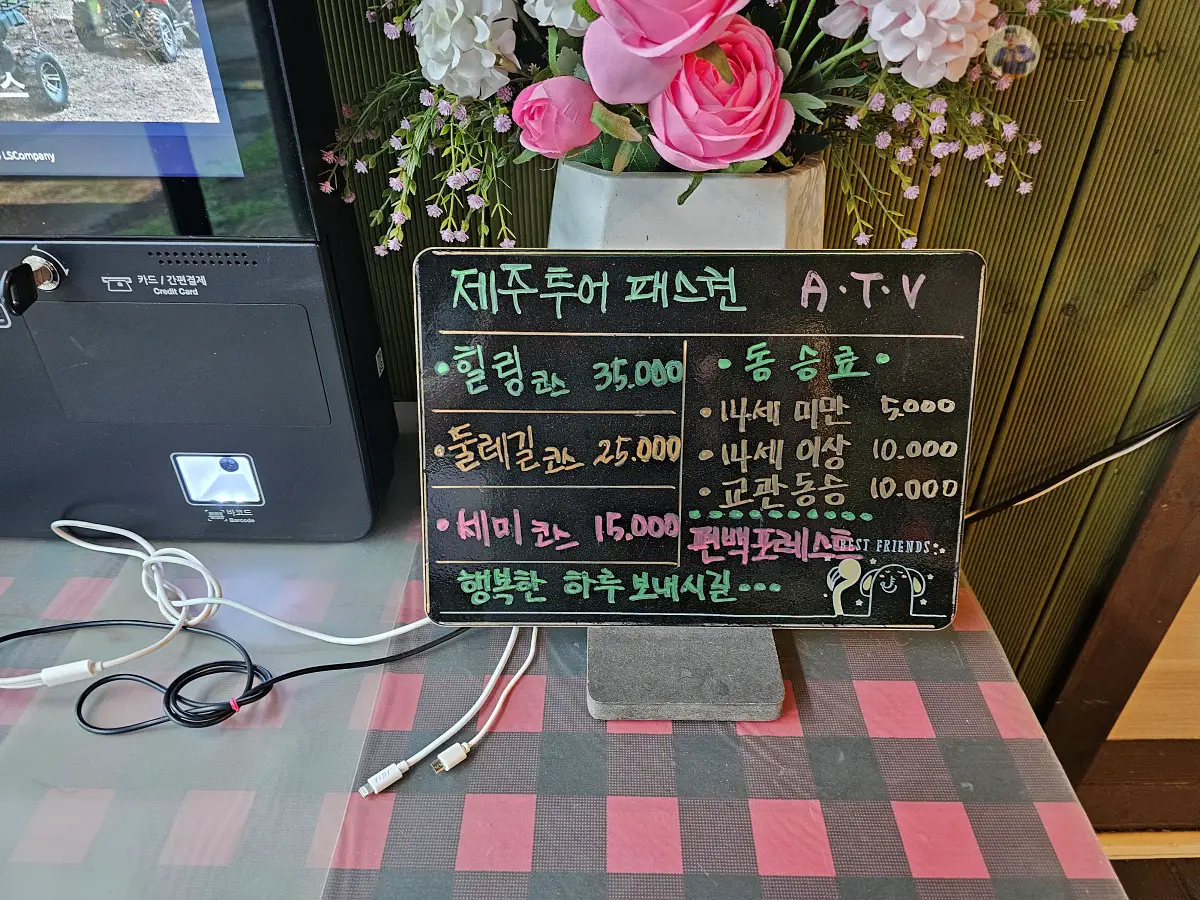 스
LSCompany
카드 / 간편결제
Credit Card
바코드
Barcode
제주투어 패스권 A·T·V
•힐링코스 35.000
•둘레길코스 25.000
•세미코스 15.000
•동승료•
•14세 미만 5.000
•14세 이상 10.000
•교관동승 10.000
편백포레스트
BEST FRIENDS
행복한 하루 보내시길•••